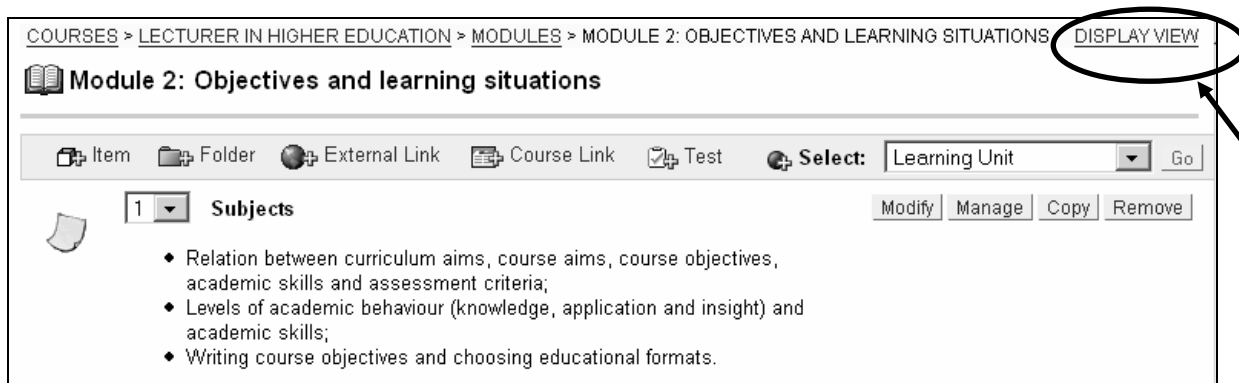 COURSES > LECTURER IN HIGHER EDUCATION > MODULES > MODULE 2: OBJECTIVES AND LEARNING SITUATIONS DISPLAY VIEW
Module 2: Objectives and learning situations
Item Folder External Link Course Link Test Select: Learning Unit Go
1 Subjects Modify Manage Copy Remove
• Relation between curriculum aims, course aims, course objectives,
academic skills and assessment criteria;
• Levels of academic behaviour (knowledge, application and insight) and
academic skills;
• Writing course objectives and choosing educational formats.